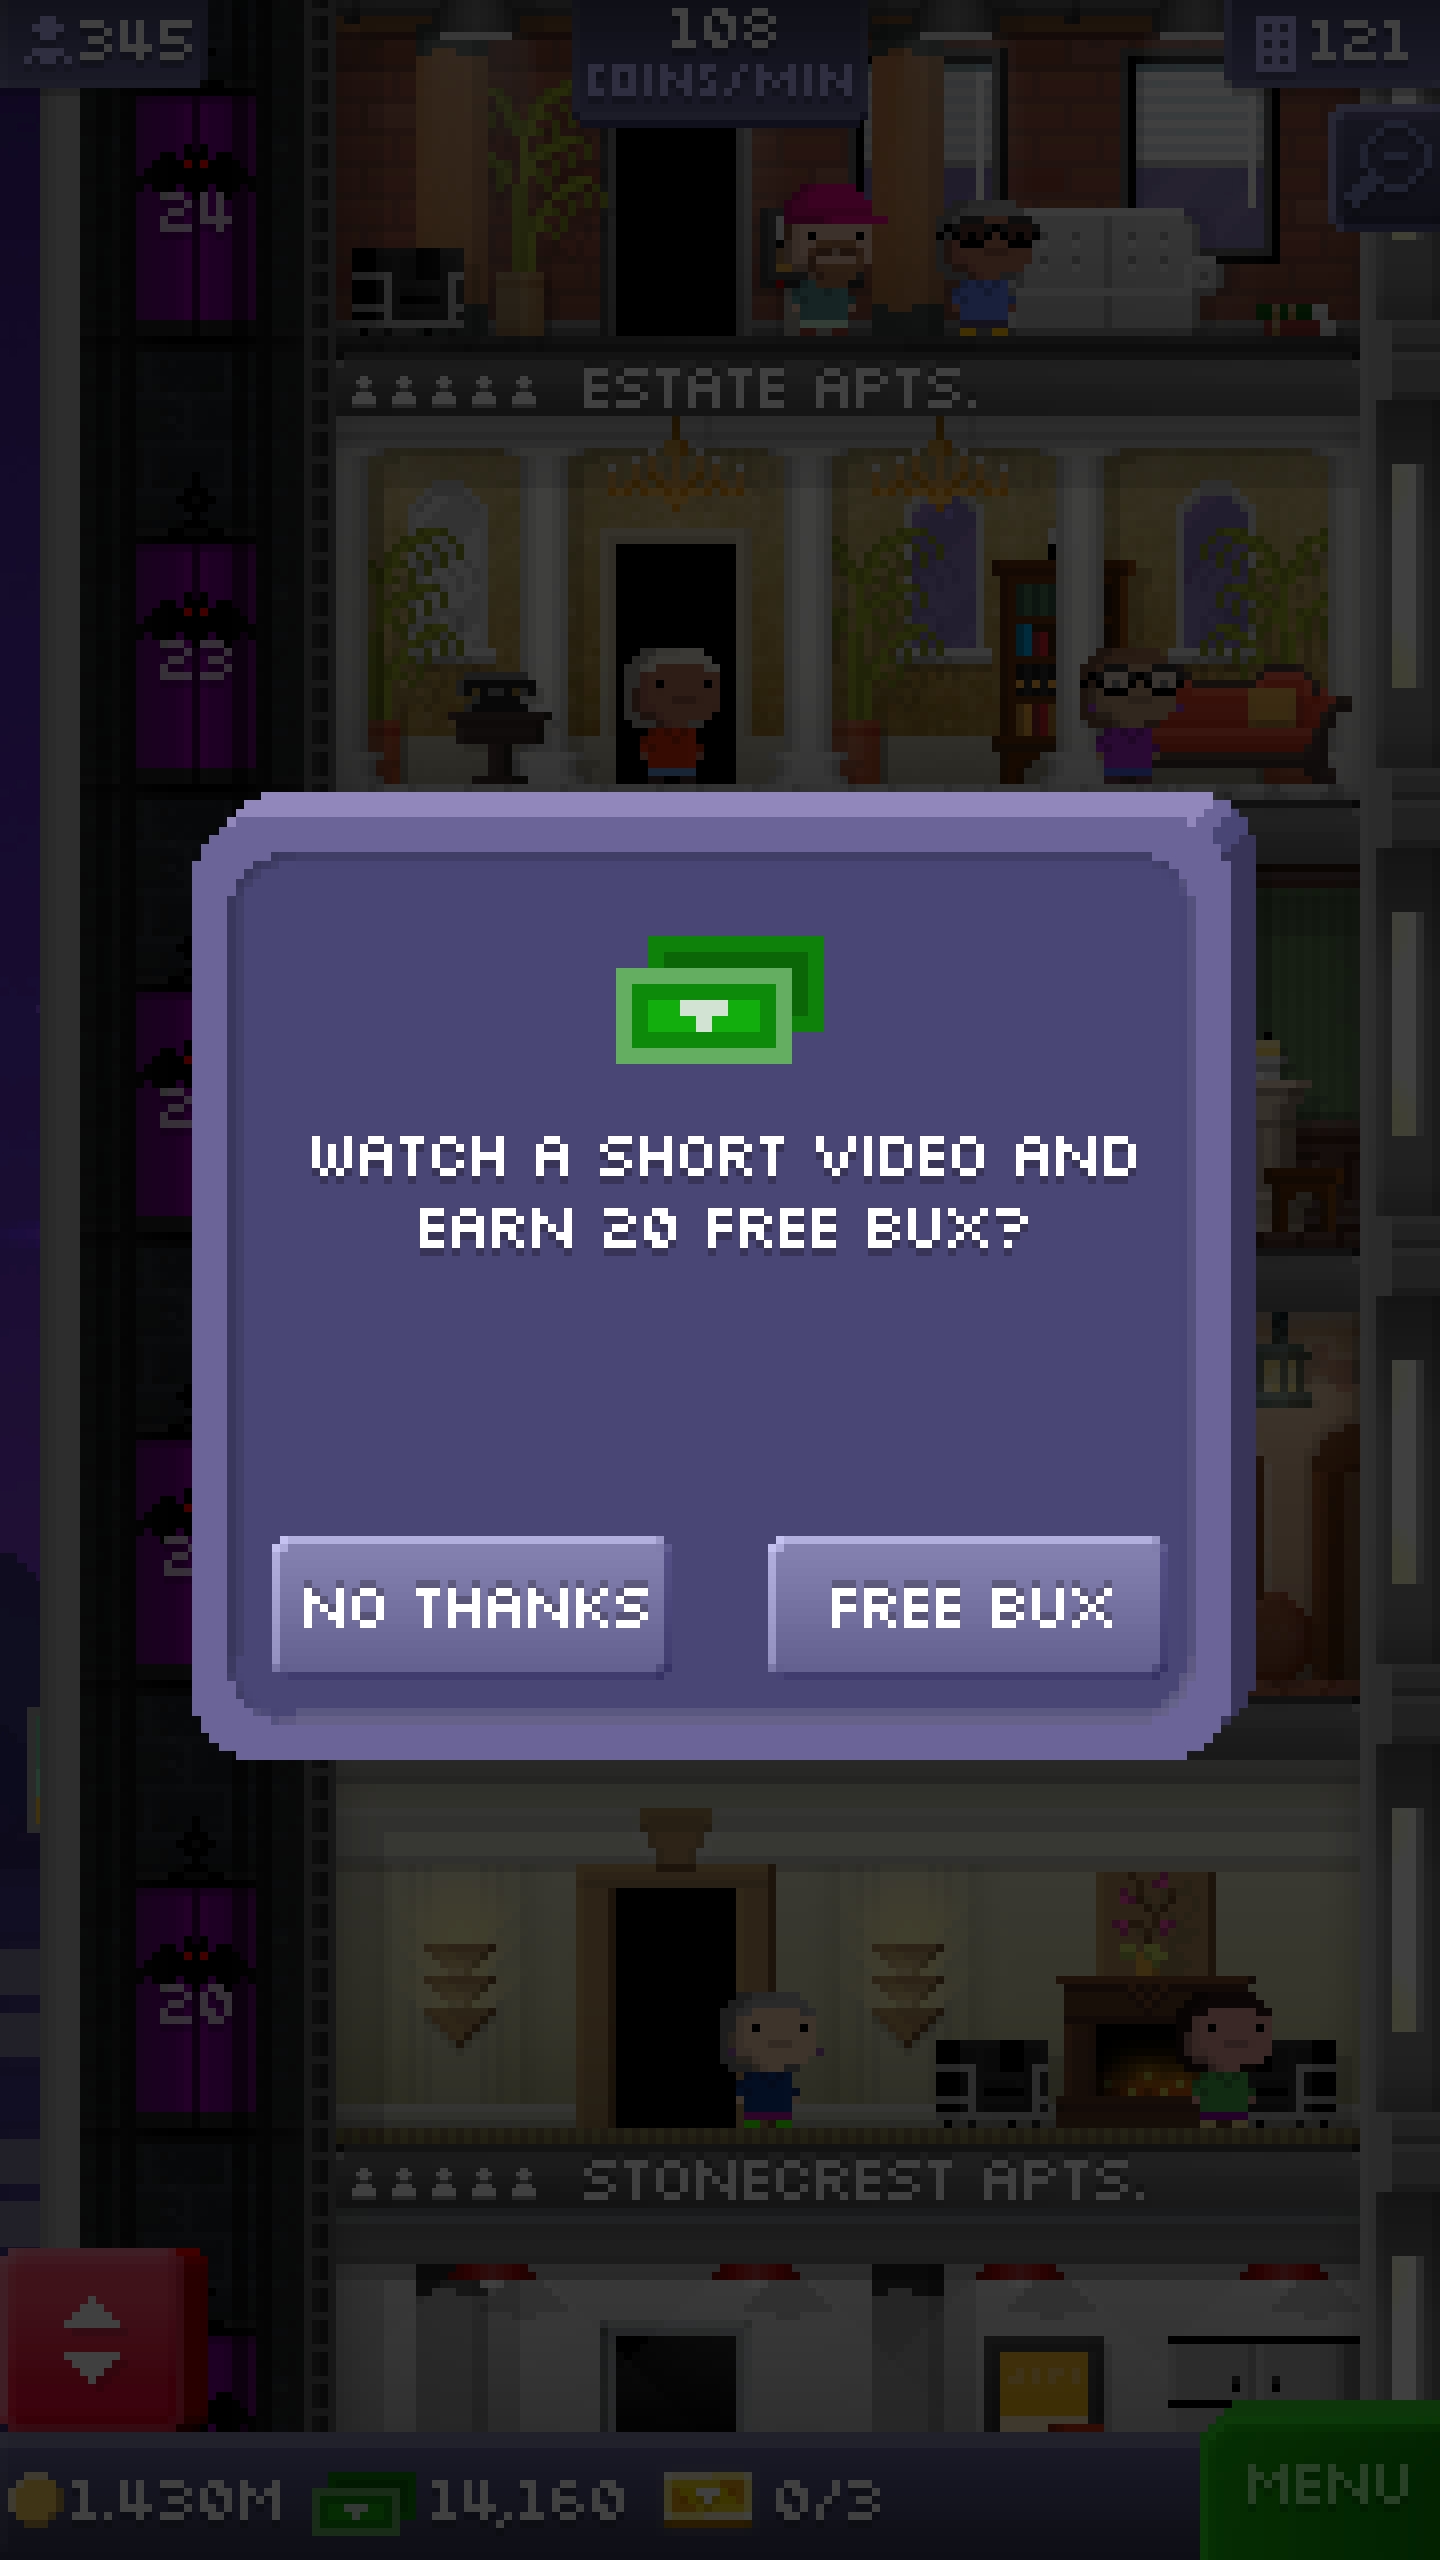 345
108
COINS/MIN
121
24
ESTATE APTS.
23
WATCH A SHORT VIDEO AND
EARN 20 FREE BUX?
NO THANKS
FREE BUX
20
STONECREST APTS.
1.430M
14,160
0/3
MENU